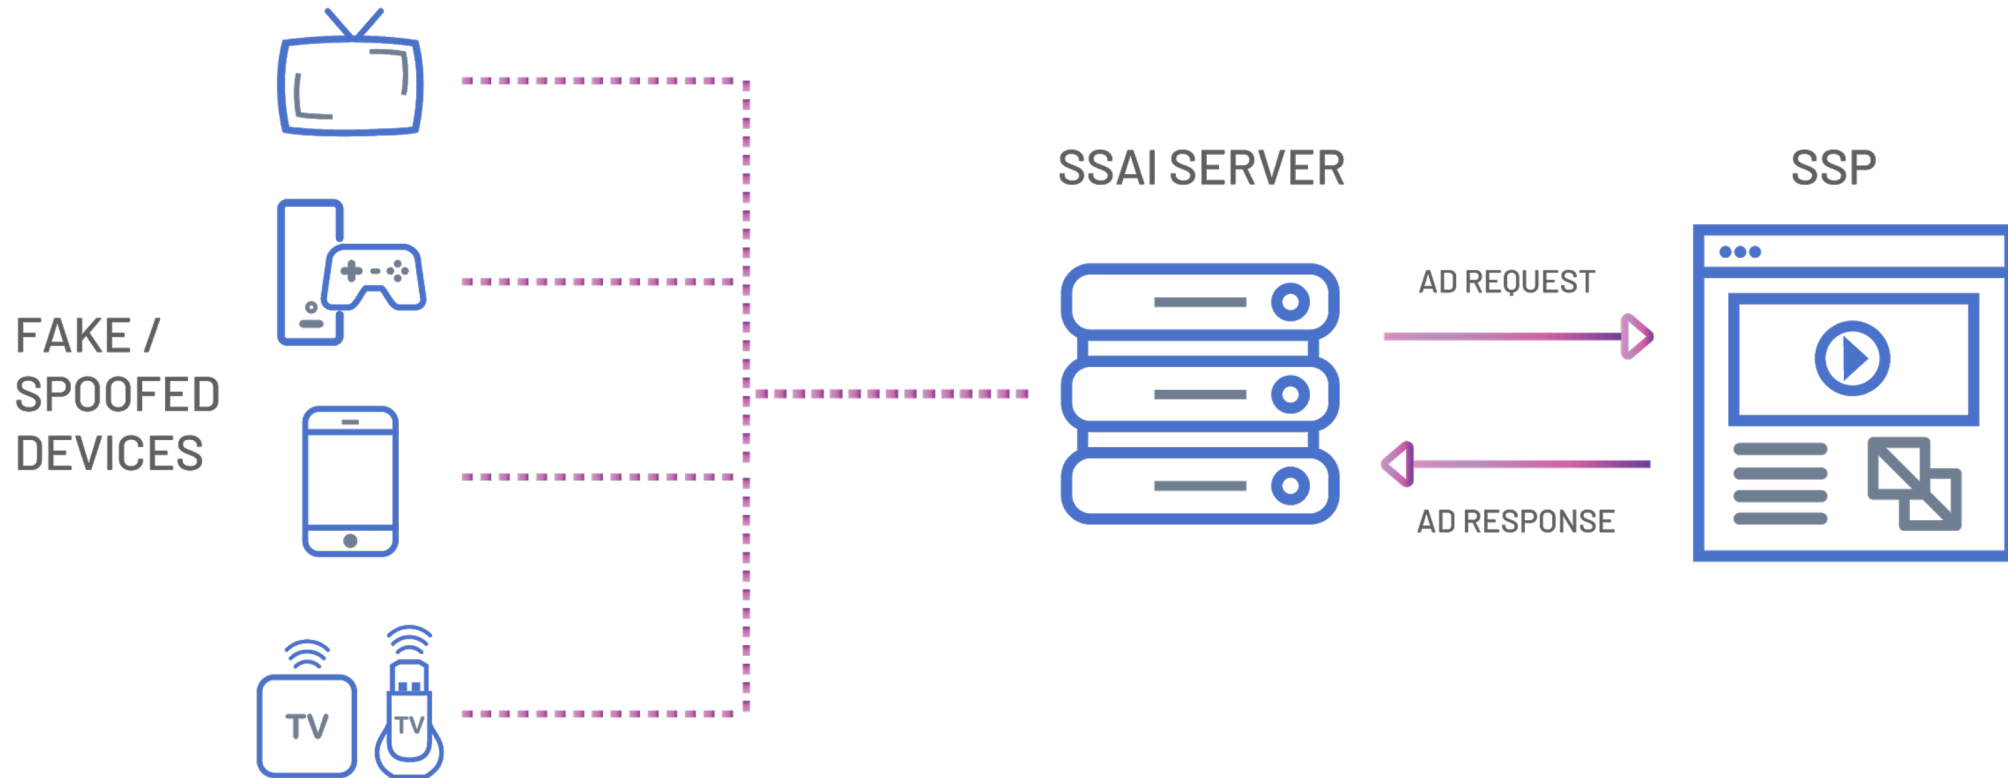 FAKE /
SPOOFED
DEVICES
TV
TV
SSAI SERVER
AD REQUEST
AD RESPONSE
SSP